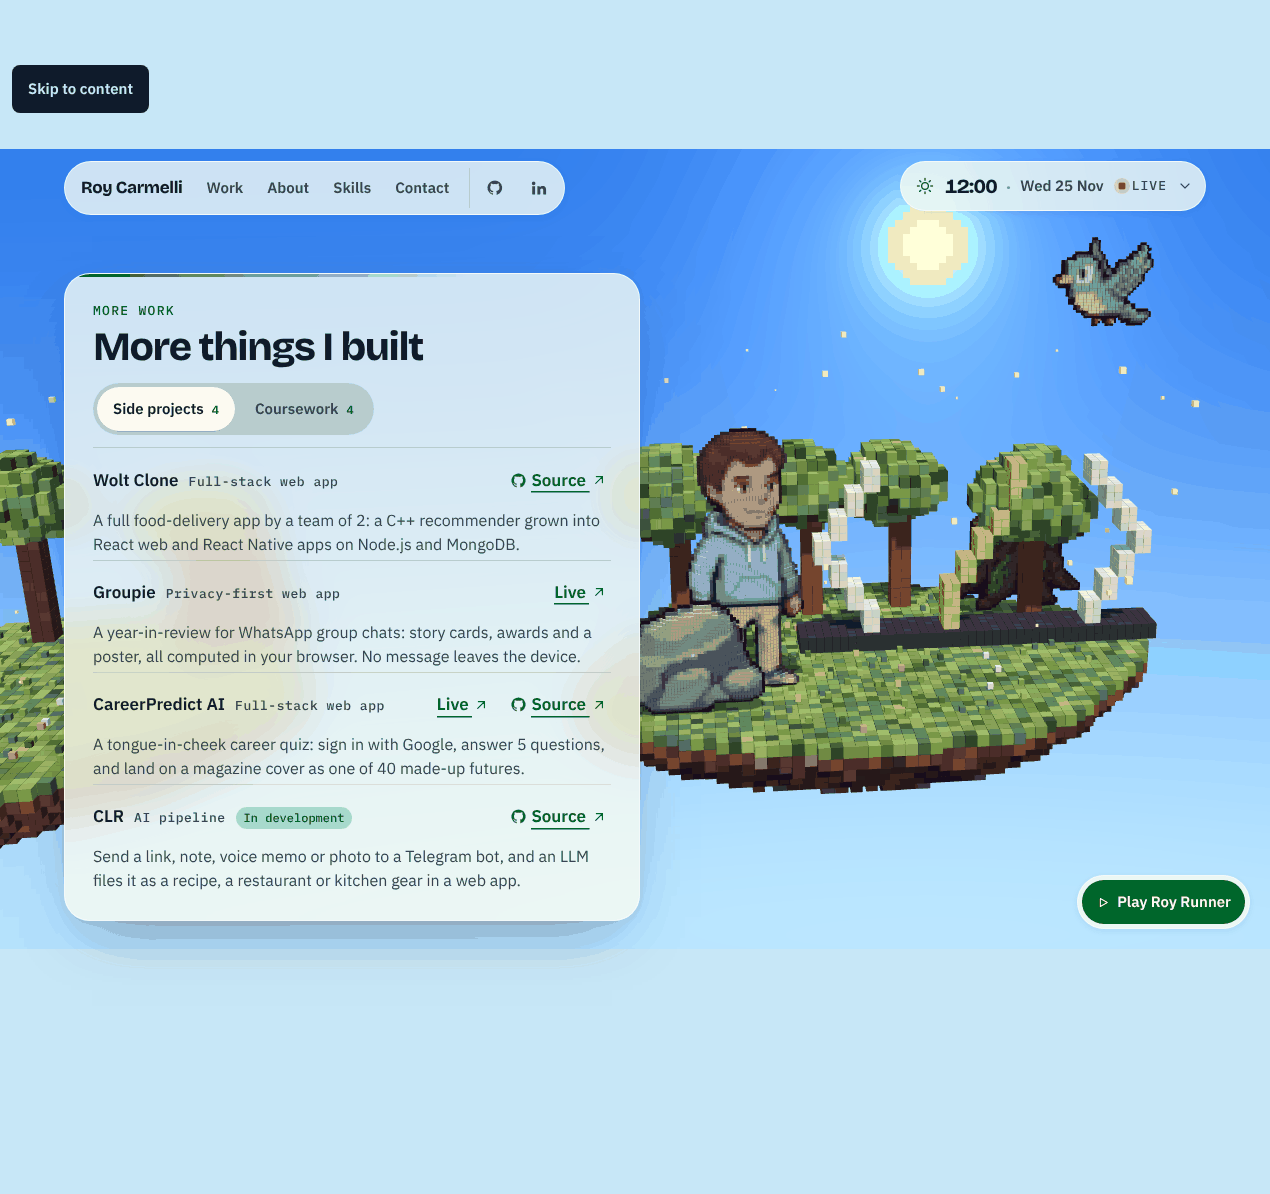 Skip to content
Roy Carmelli Work About Skills Contact
12:00 · Wed 25 Nov LIVE
MORE WORK
More things I built
Side projects 4 Coursework 4
Wolt Clone Full-stack web app Source
A full food-delivery app by a team of 2: a C++ recommender grown into
React web and React Native apps on Node.js and MongoDB.
Groupie Privacy-first web app Live
A year-in-review for WhatsApp group chats: story cards, awards and a
poster, all computed in your browser. No message leaves the device.
CareerPredict AI Full-stack web app Live Source
A tongue-in-cheek career quiz: sign in with Google, answer 5 questions,
and land on a magazine cover as one of 40 made-up futures.
CLR AI pipeline In development Source
Send a link, note, voice memo or photo to a Telegram bot, and an LLM
files it as a recipe, a restaurant or kitchen gear in a web app.
Play Roy Runner